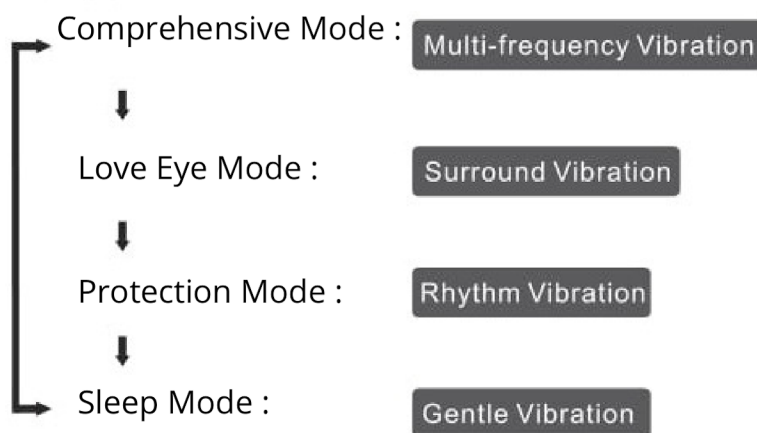 Comprehensive Mode : Multi-frequency Vibration
Love Eye Mode : Surround Vibration
Protection Mode : Rhythm Vibration
Sleep Mode : Gentle Vibration